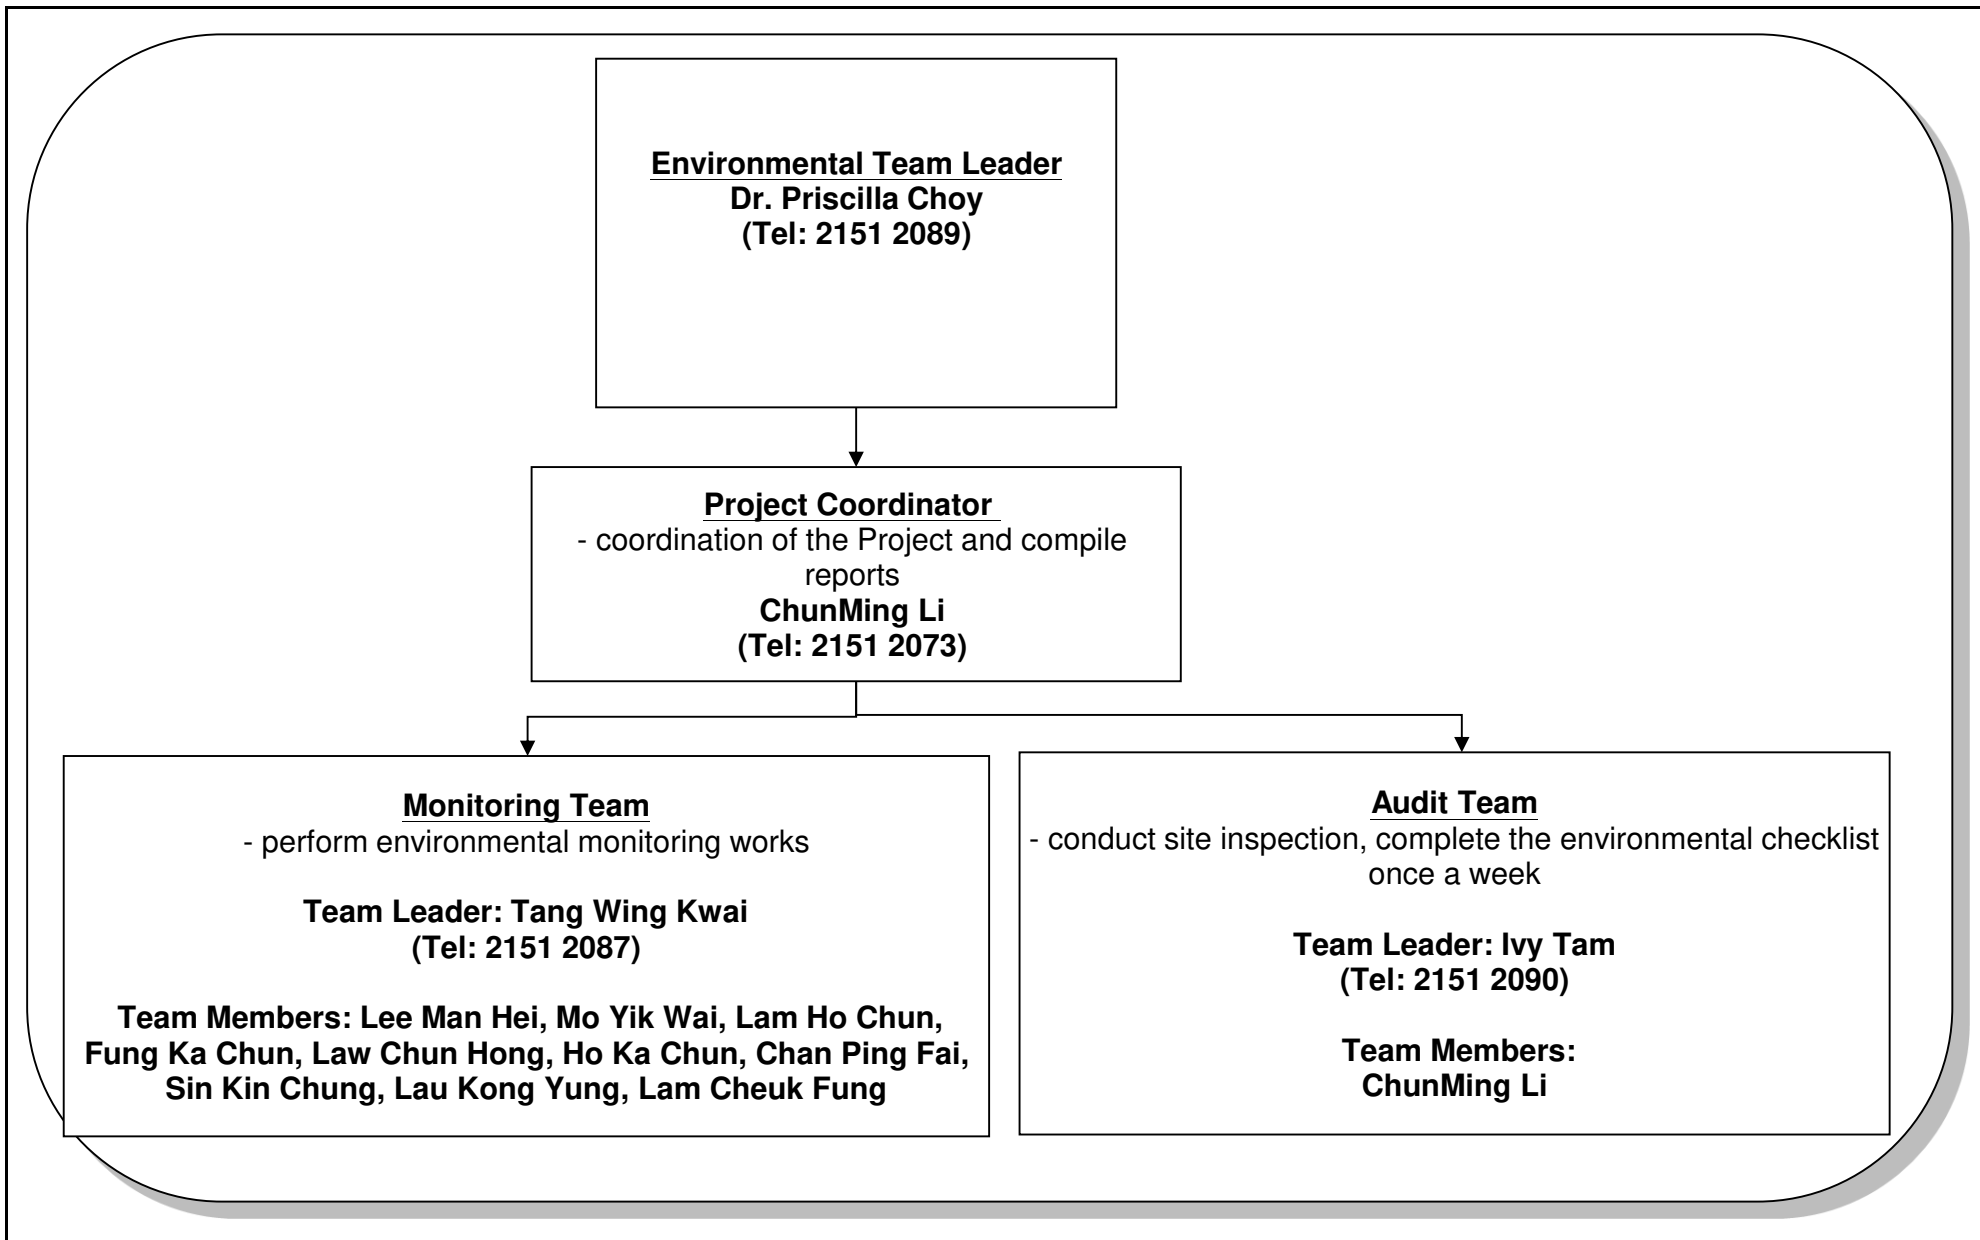 Environmental Team Leader
Dr. Priscilla Choy
(Tel: 2151 2089)
Project Coordinator
- coordination of the Project and compile
reports
ChunMing Li
(Tel: 2151 2073)
Monitoring Team
- perform environmental monitoring works
Team Leader: Tang Wing Kwai
(Tel: 2151 2087)
Team Members: Lee Man Hei, Mo Yik Wai, Lam Ho Chun,
Fung Ka Chun, Law Chun Hong, Ho Ka Chun, Chan Ping Fai,
Sin Kin Chung, Lau Kong Yung, Lam Cheuk Fung
Audit Team
- conduct site inspection, complete the environmental checklist
once a week
Team Leader: Ivy Tam
(Tel: 2151 2090)
Team Members:
ChunMing Li